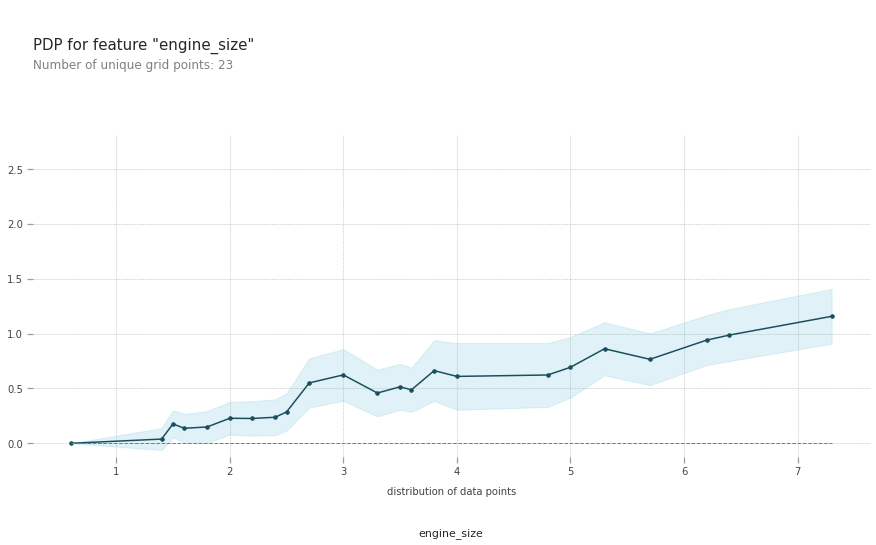 PDP for feature "engine_size"
Number of unique grid points: 23
2.5
2.0
1.5
1.0
0.5
0.0
1 2 3 4 5 6 7
distribution of data points
engine_size